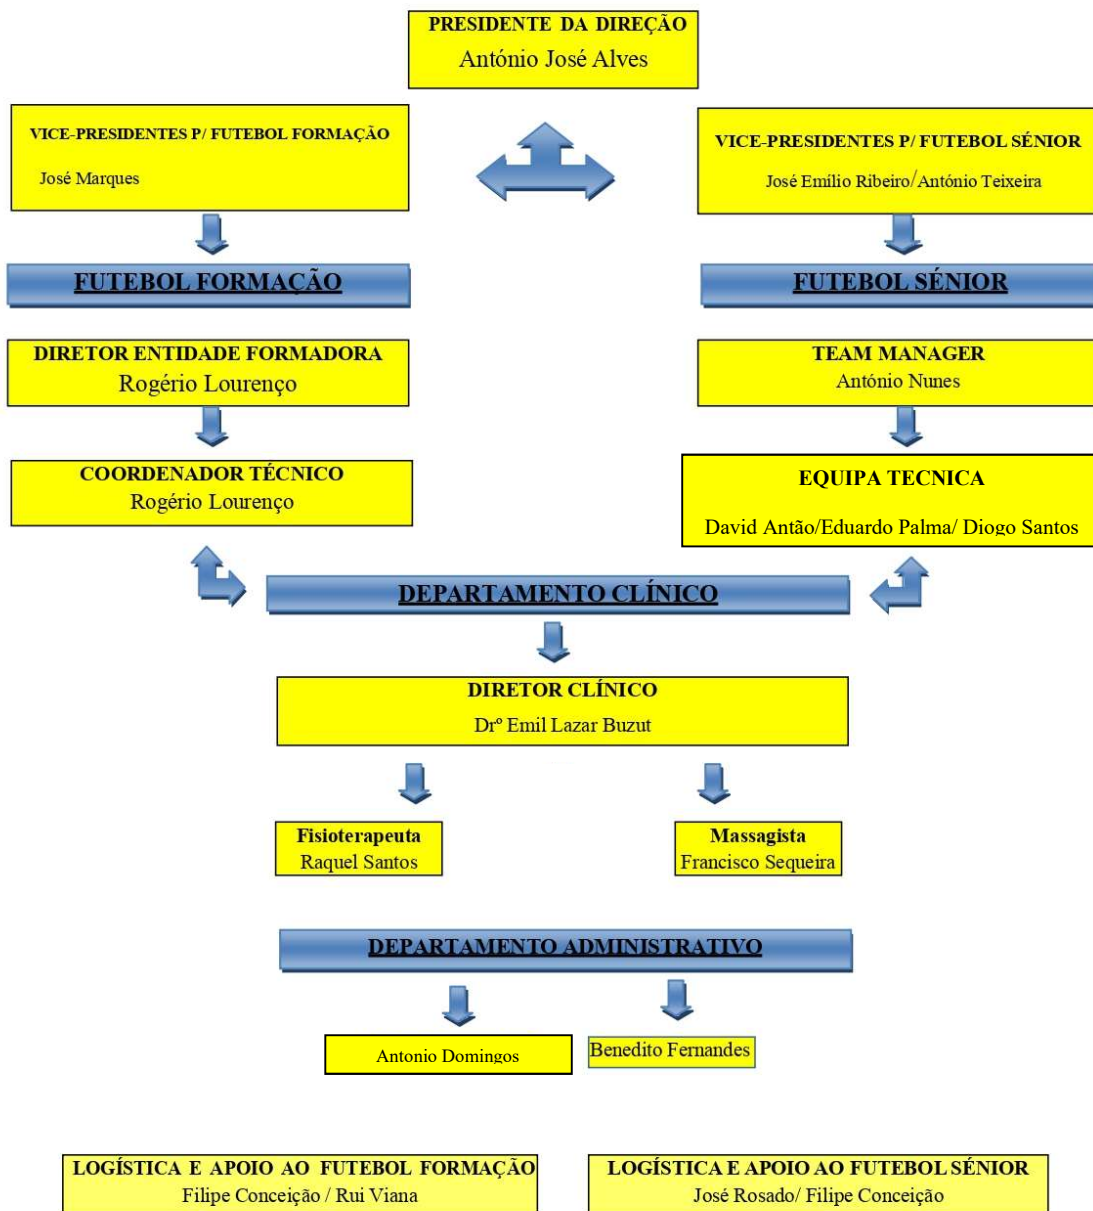 PRESIDENTE DA DIREÇÃO
António José Alves
VICE-PRESIDENTES P/ FUTEBOL FORMAÇÃO
José Marques
VICE-PRESIDENTES P/ FUTEBOL SÉNIOR
José Emílio Ribeiro/António Teixeira
FUTEBOL FORMAÇÃO
FUTEBOL SÉNIOR
DIRETOR ENTIDADE FORMADORA
Rogério Lourenço
TEAM MANAGER
António Nunes
COORDENADOR TÉCNICO
Rogério Lourenço
EQUIPA TECNICA
David Antão/Eduardo Palma/ Diogo Santos
DEPARTAMENTO CLÍNICO
DIRETOR CLÍNICO
Drº Emil Lazar Buzut
Fisioterapeuta
Raquel Santos
Massagista
Francisco Sequeira
DEPARTAMENTO ADMINISTRATIVO
Antonio Domingos
Benedito Fernandes
LOGÍSTICA E APOIO AO FUTEBOL FORMAÇÃO
Filipe Conceição / Rui Viana
LOGÍSTICA E APOIO AO FUTEBOL SÉNIOR
José Rosado/ Filipe Conceição